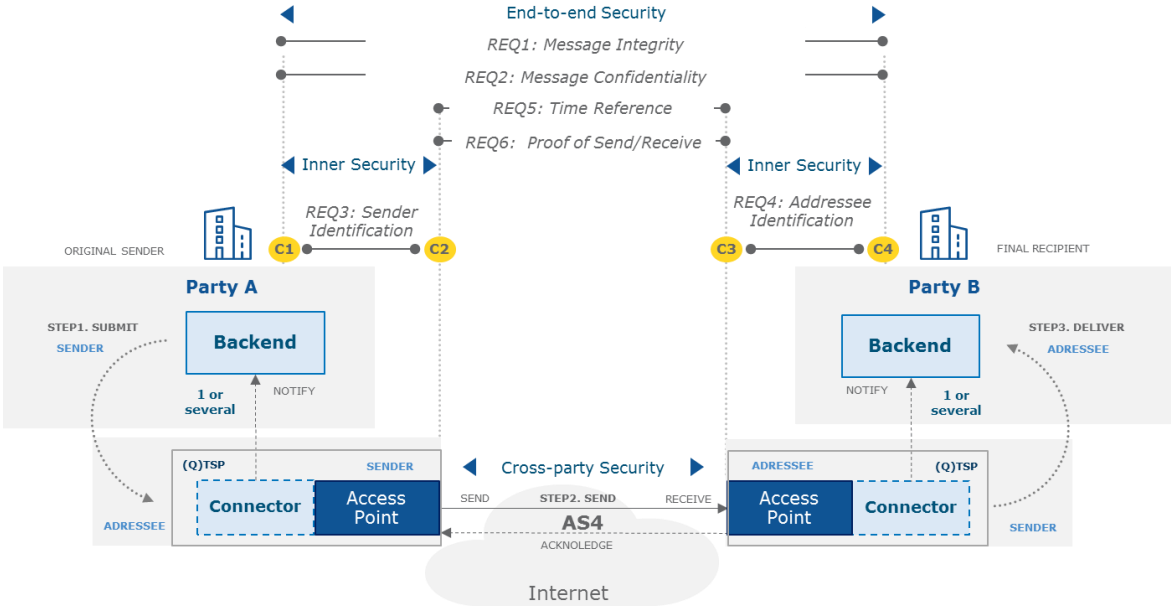 End-to-end Security
REQ1: Message Integrity
REQ2: Message Confidentiality
REQ5: Time Reference
REQ6: Proof of Send/Receive
Inner Security
Inner Security
REQ3: Sender
Identification
REQ4: Addressee
Identification
C1
C2
C3
C4
ORIGINAL SENDER
FINAL RECIPIENT
Party A
Party B
STEP1. SUBMIT
SENDER
Backend
NOTIFY
1 or
several
Backend
NOTIFY
1 or
several
STEP3. DELIVER
ADRESSEE
(Q)TSP
SENDER
Connector
Access
Point
ADRESSEE
Cross-party Security
SEND
STEP2. SEND
RECEIVE
AS4
ACKNOLEDGE
Internet
ADRESSEE
(Q)TSP
Access
Point
Connector
SENDER